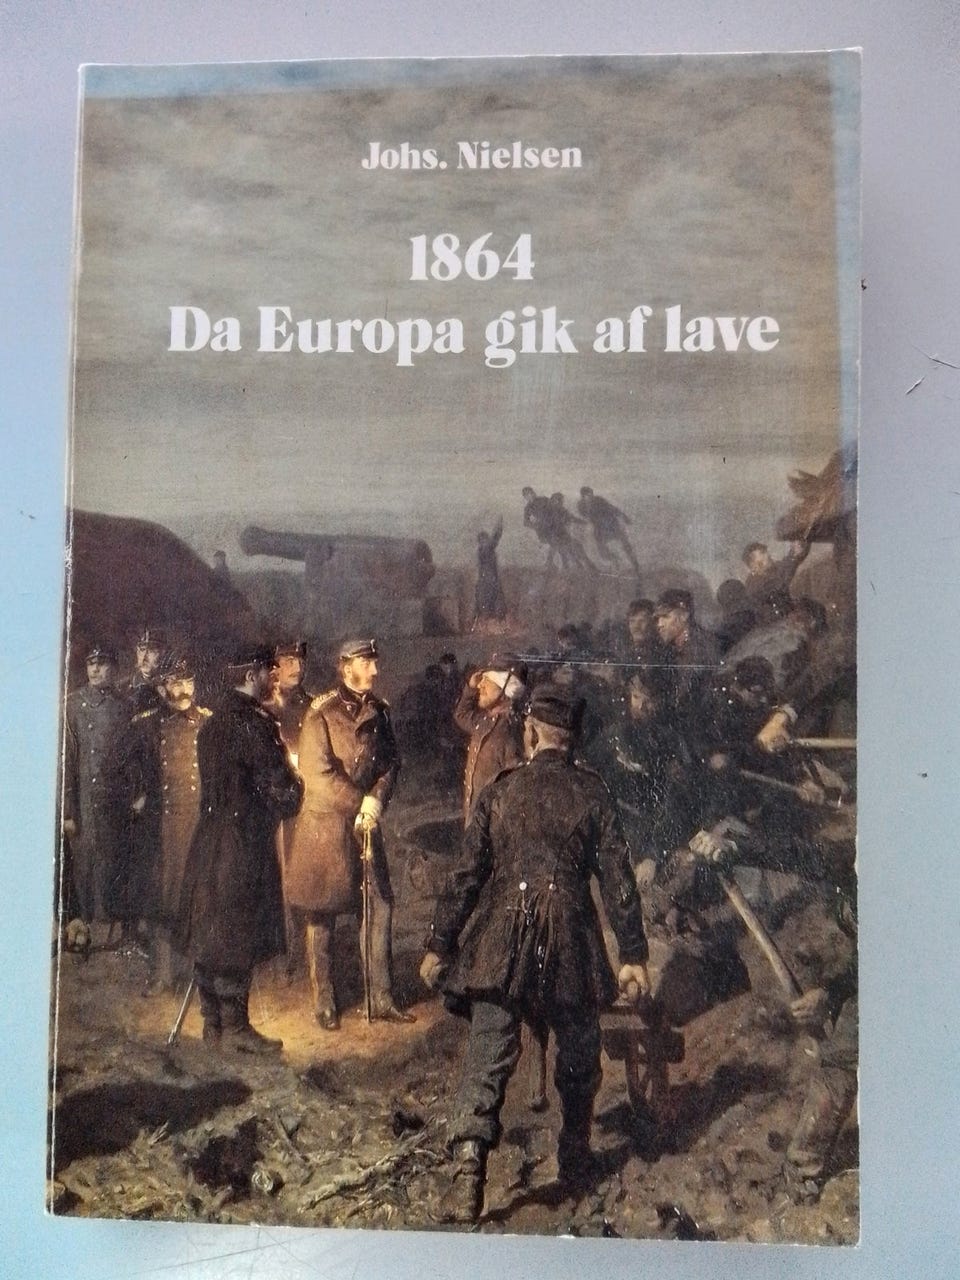 Johs. Nielsen
1864
Da Europa gik af lave